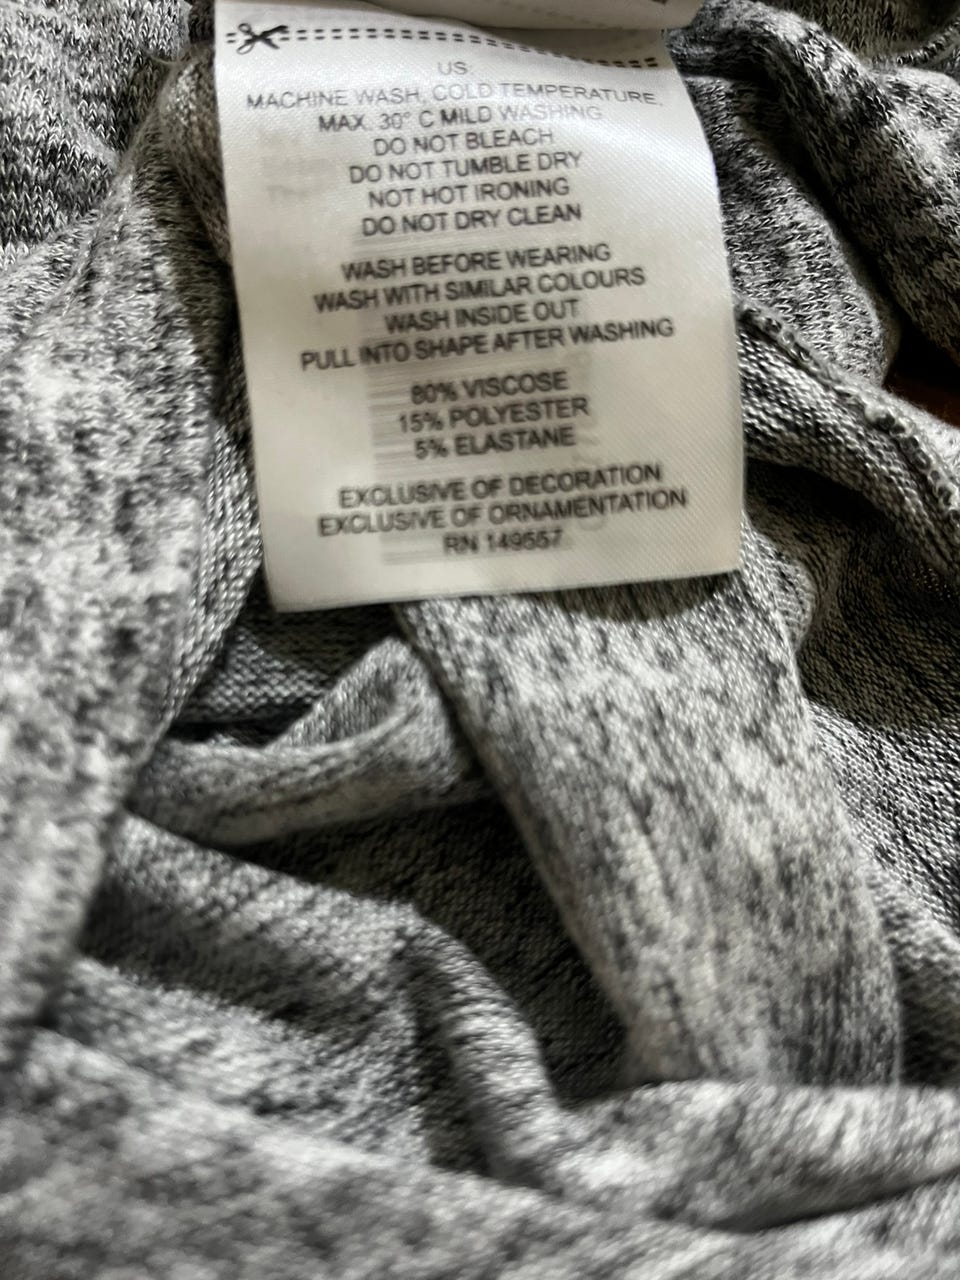 US
MACHINE WASH, COLD TEMPERATURE,
MAX. 30° C MILD WASHING
DO NOT BLEACH
DO NOT TUMBLE DRY
NOT HOT IRONING
DO NOT DRY CLEAN
WASH BEFORE WEARING
WASH WITH SIMILAR COLOURS
WASH INSIDE OUT
PULL INTO SHAPE AFTER WASHING
80% VISCOSE
15% POLYESTER
5% ELASTANE
EXCLUSIVE OF DECORATION
EXCLUSIVE OF ORNAMENTATION
RN 149557